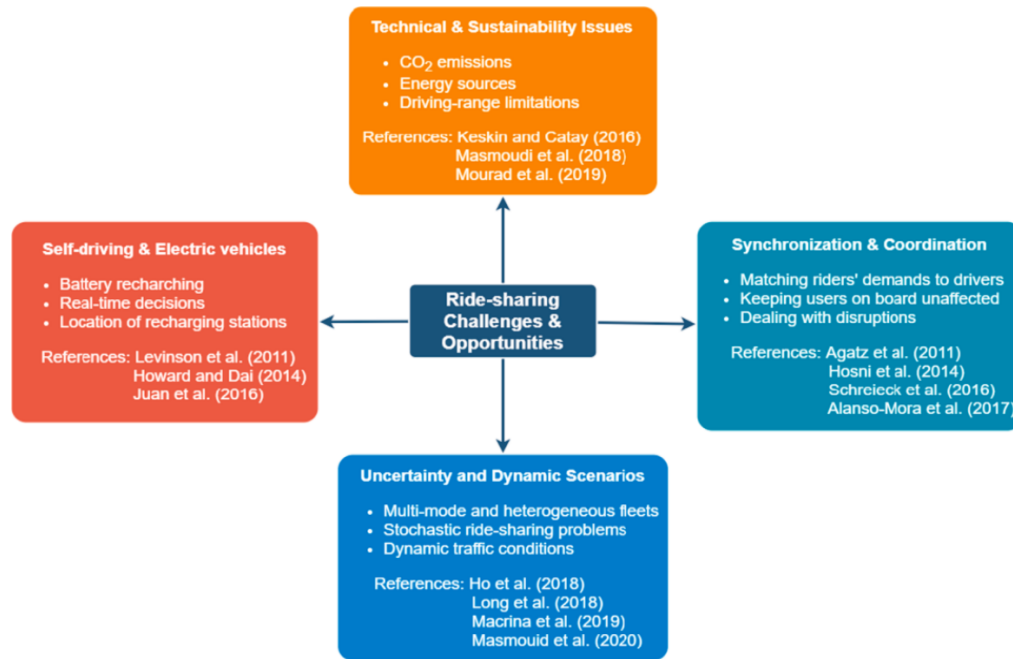 Technical & Sustainability Issues
• CO2 emissions
• Energy sources
• Driving-range limitations
References: Keskin and Catay (2016)
Masmoudi et al. (2018)
Mourad et al. (2019)
Self-driving & Electric vehicles
• Battery recharching
• Real-time decisions
• Location of recharging stations
References: Levinson et al. (2011)
Howard and Dai (2014)
Juan et al. (2016)
Ride-sharing
Challenges &
Opportunities
Synchronization & Coordination
• Matching riders' demands to drivers
• Keeping users on board unaffected
• Dealing with disruptions
References: Agatz et al. (2011)
Hosni et al. (2014)
Schreieck et al. (2016)
Alanso-Mora et al. (2017)
Uncertainty and Dynamic Scenarios
• Multi-mode and heterogeneous fleets
• Stochastic ride-sharing problems
• Dynamic traffic conditions
References: Ho et al. (2018)
Long et al. (2018)
Macrina et al. (2019)
Masmouid et al. (2020)